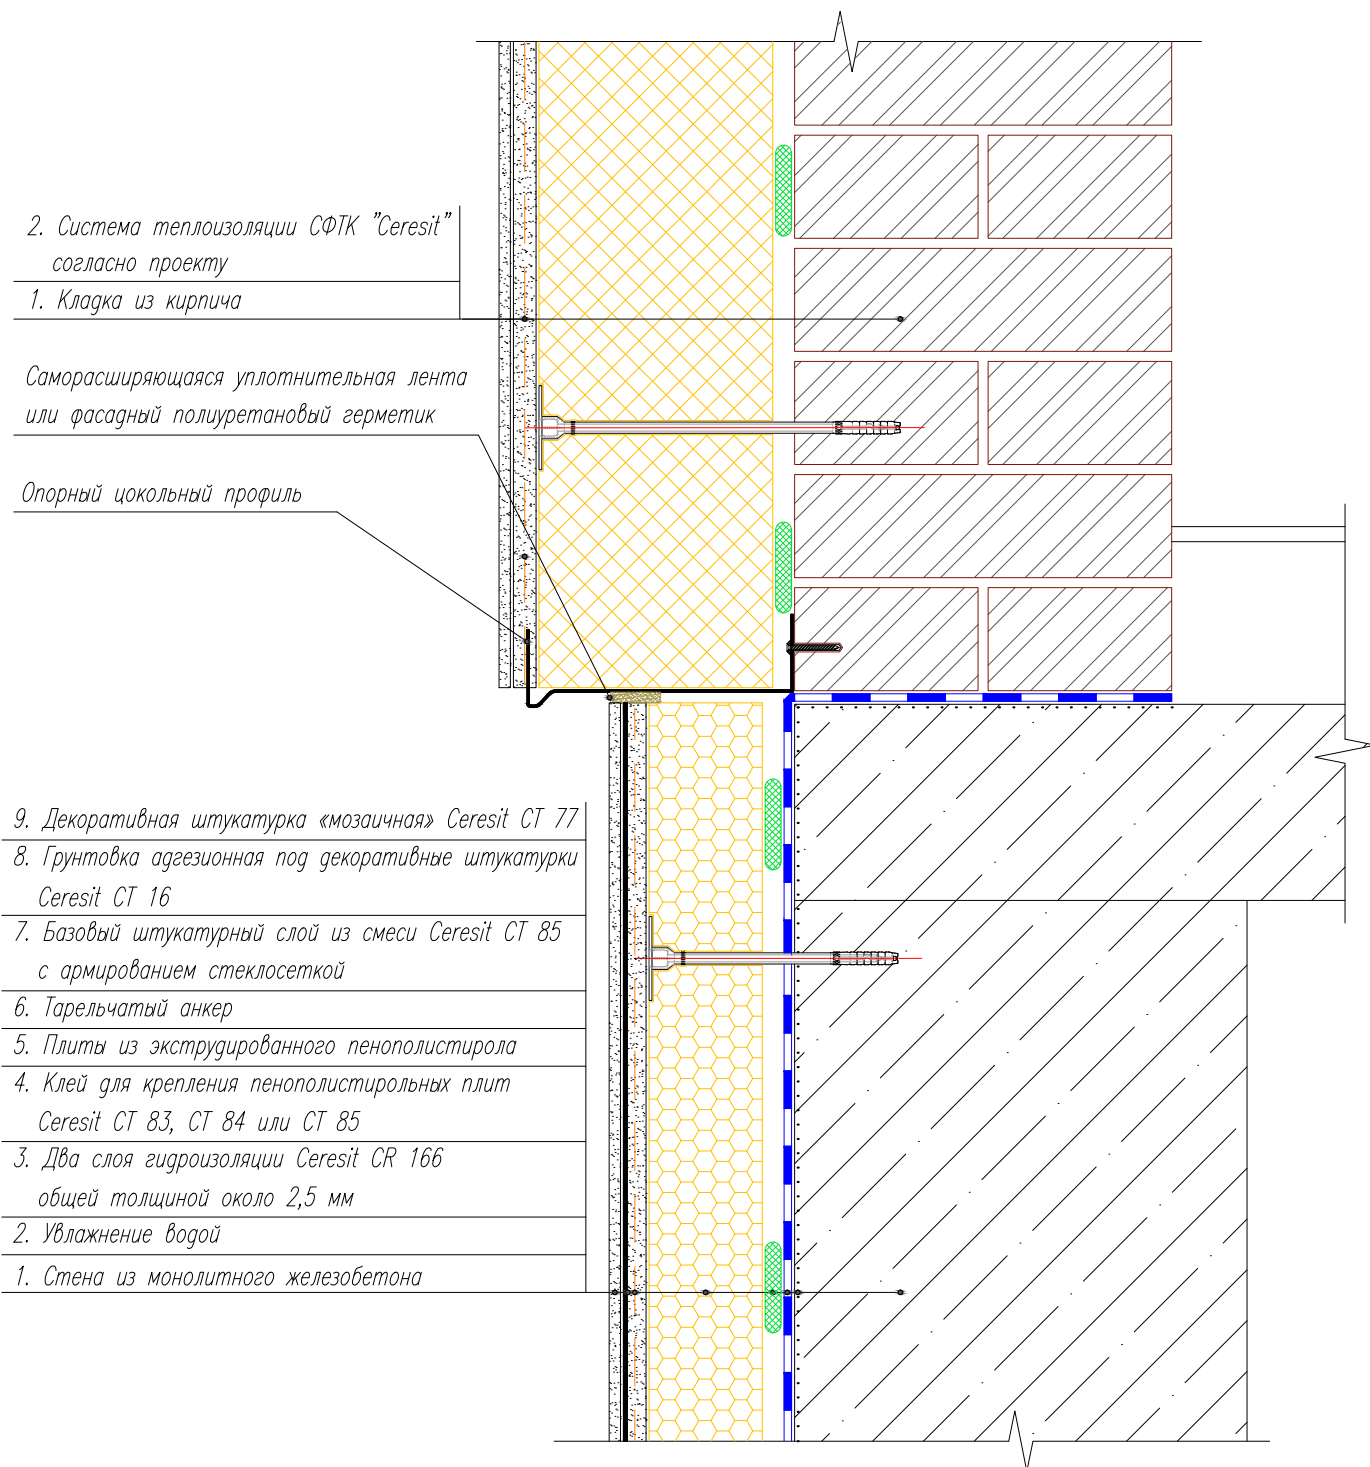 2. Система теплоизоляции СФТК "Ceresit"
согласно проекту
1. Кладка из кирпича
Саморасширяющаяся уплотнительная лента
или фасадный полиуретановый герметик
Опорный цокольный профиль
9. Декоративная штукатурка «мозаичная» Ceresit CT 77
8. Грунтовка адгезионная под декоративные штукатурки
Ceresit CT 16
7. Базовый штукатурный слой из смеси Ceresit CT 85
с армированием стеклосеткой
6. Тарельчатый анкер
5. Плиты из экструдированного пенополистирола
4. Клей для крепления пенополистирольных плит
Ceresit CT 83, CT 84 или CT 85
3. Два слоя гидроизоляции Ceresit CR 166
общей толщиной около 2,5 мм
2. Увлажнение водой
1. Стена из монолитного железобетона